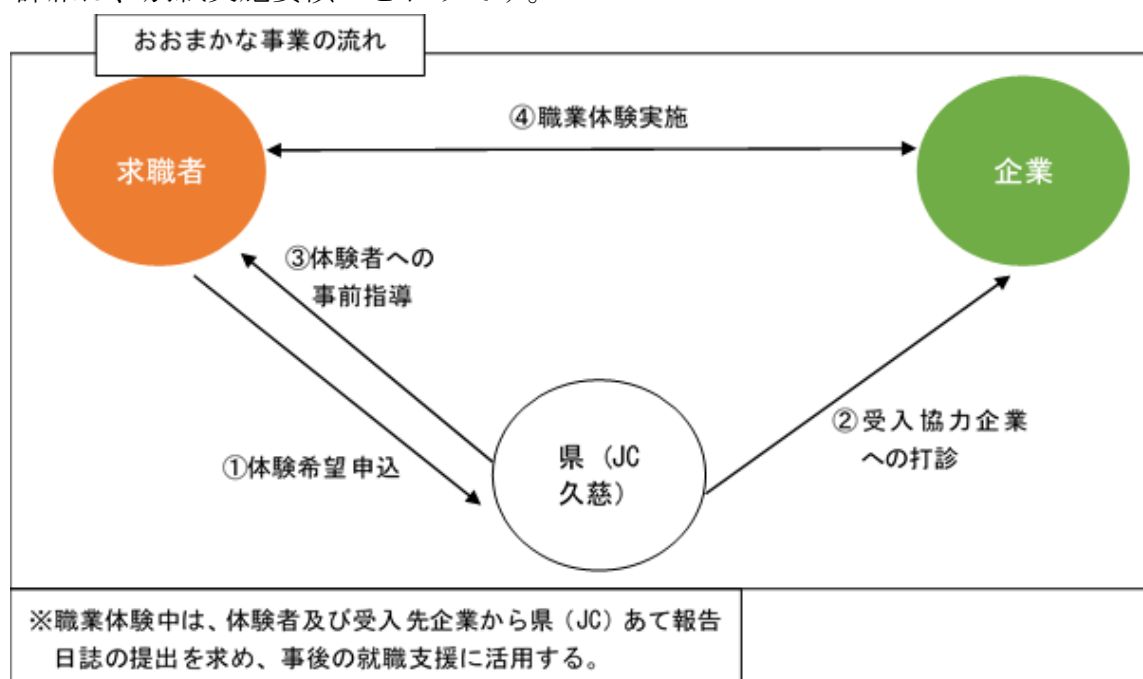 おおまかな事業の流れ
④職業体験実施
求職者
企業
③体験者への
事前指導
②受入協力企業
への打診
①体験希望申込
県（JC
久慈）
※職業体験中は、体験者及び受入先企業から県（JC）あて報告
日誌の提出を求め、事後の就職支援に活用する。